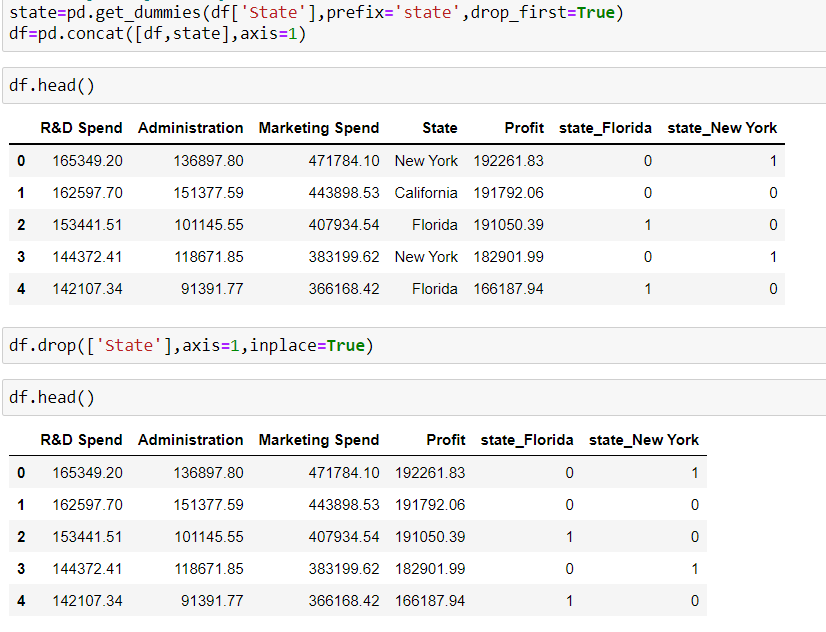 state=pd.get_dummies(df['State'],prefix='state',drop_first=True)
df=pd.concat([df,state],axis=1)
df.head()
R&D Spend Administration Marketing Spend State Profit state_Florida state_New York
0 165349.20 136897.80 471784.10 New York 192261.83 0 1
1 162597.70 151377.59 443898.53 California 191792.06 0 0
2 153441.51 101145.55 407934.54 Florida 191050.39 1 0
3 144372.41 118671.85 383199.62 New York 182901.99 0 1
4 142107.34 91391.77 366168.42 Florida 166187.94 1 0
df.drop(['State'],axis=1,inplace=True)
df.head()
R&D Spend Administration Marketing Spend Profit state_Florida state_New York
0 165349.20 136897.80 471784.10 192261.83 0 1
1 162597.70 151377.59 443898.53 191792.06 0 0
2 153441.51 101145.55 407934.54 191050.39 1 0
3 144372.41 118671.85 383199.62 182901.99 0 1
4 142107.34 91391.77 366168.42 166187.94 1 0